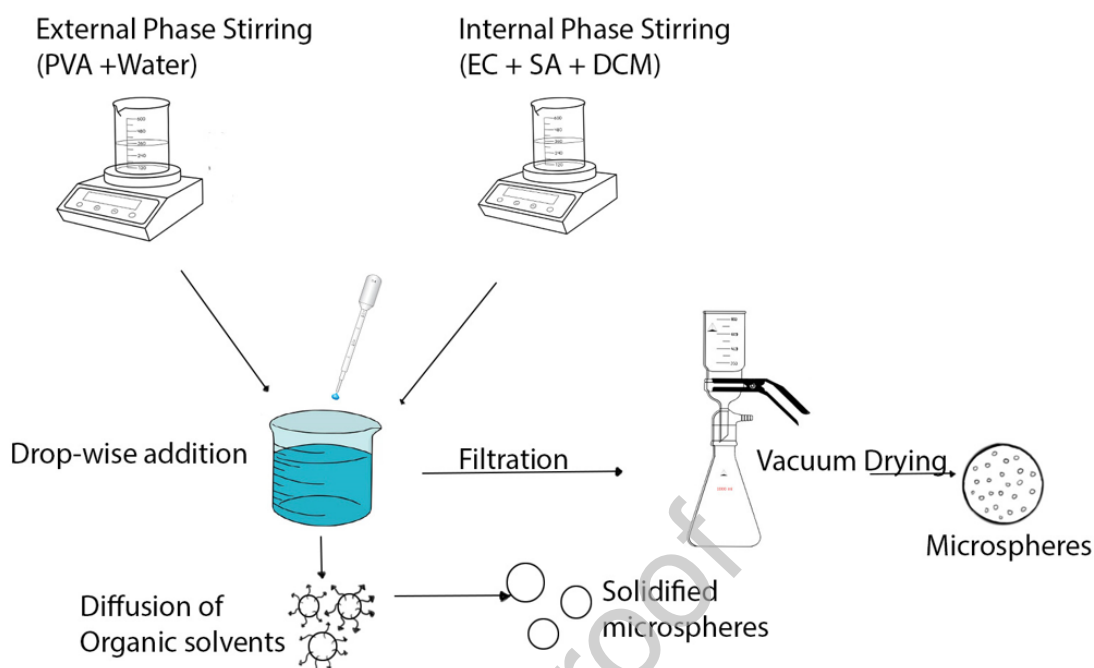 External Phase Stirring
(PVA +Water)
Internal Phase Stirring
(EC + SA + DCM)
Drop-wise addition
Filtration
Vacuum Drying
Microspheres
Diffusion of
Organic solvents
Solidified
microspheres
roof